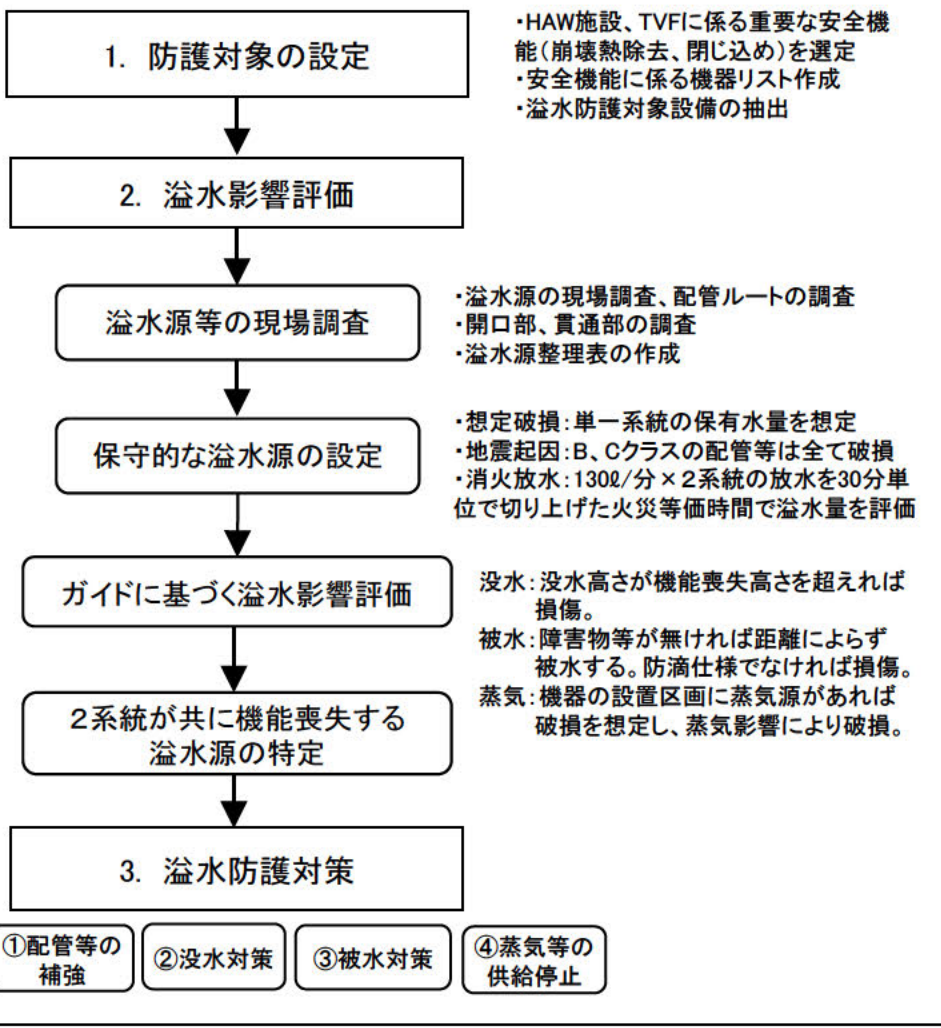 1. 防護対象の設定
・HAW施設、TVFに係る重要な安全機
能(崩壊熱除去、閉じ込め)を選定
・安全機能に係る機器リスト作成
・溢水防護対象設備の抽出
2. 溢水影響評価
溢水源等の現場調査
・溢水源の現場調査、配管ルートの調査
・開口部、貫通部の調査
・溢水源整理表の作成
保守的な溢水源の設定
・想定破損:単一系統の保有水量を想定
・地震起因:B、Cクラスの配管等は全て破損
・消火放水:130ℓ/分×2系統の放水を30分単
位で切り上げた火災等価時間で溢水量を評価
ガイドに基づく溢水影響評価
没水:没水高さが機能喪失高さを超えれば
損傷。
被水:障害物等が無ければ距離によらず
被水する。防滴仕様でなければ損傷。
蒸気:機器の設置区画に蒸気源があれば
破損を想定し、蒸気影響により破損。
2系統が共に機能喪失する
溢水源の特定
3. 溢水防護対策
①配管等の
補強
②没水対策
③被水対策
④蒸気等の
供給停止